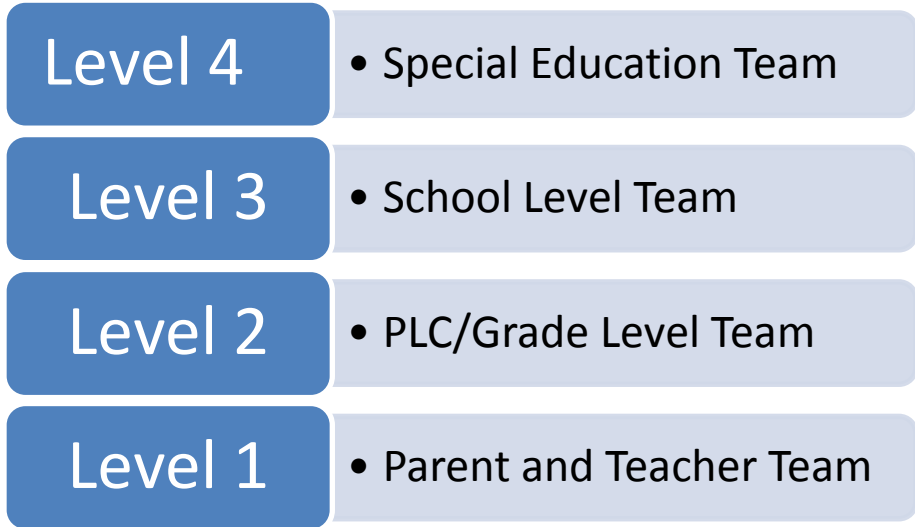 Level 4
• Special Education Team
Level 3
• School Level Team
Level 2
• PLC/Grade Level Team
Level 1
• Parent and Teacher Team